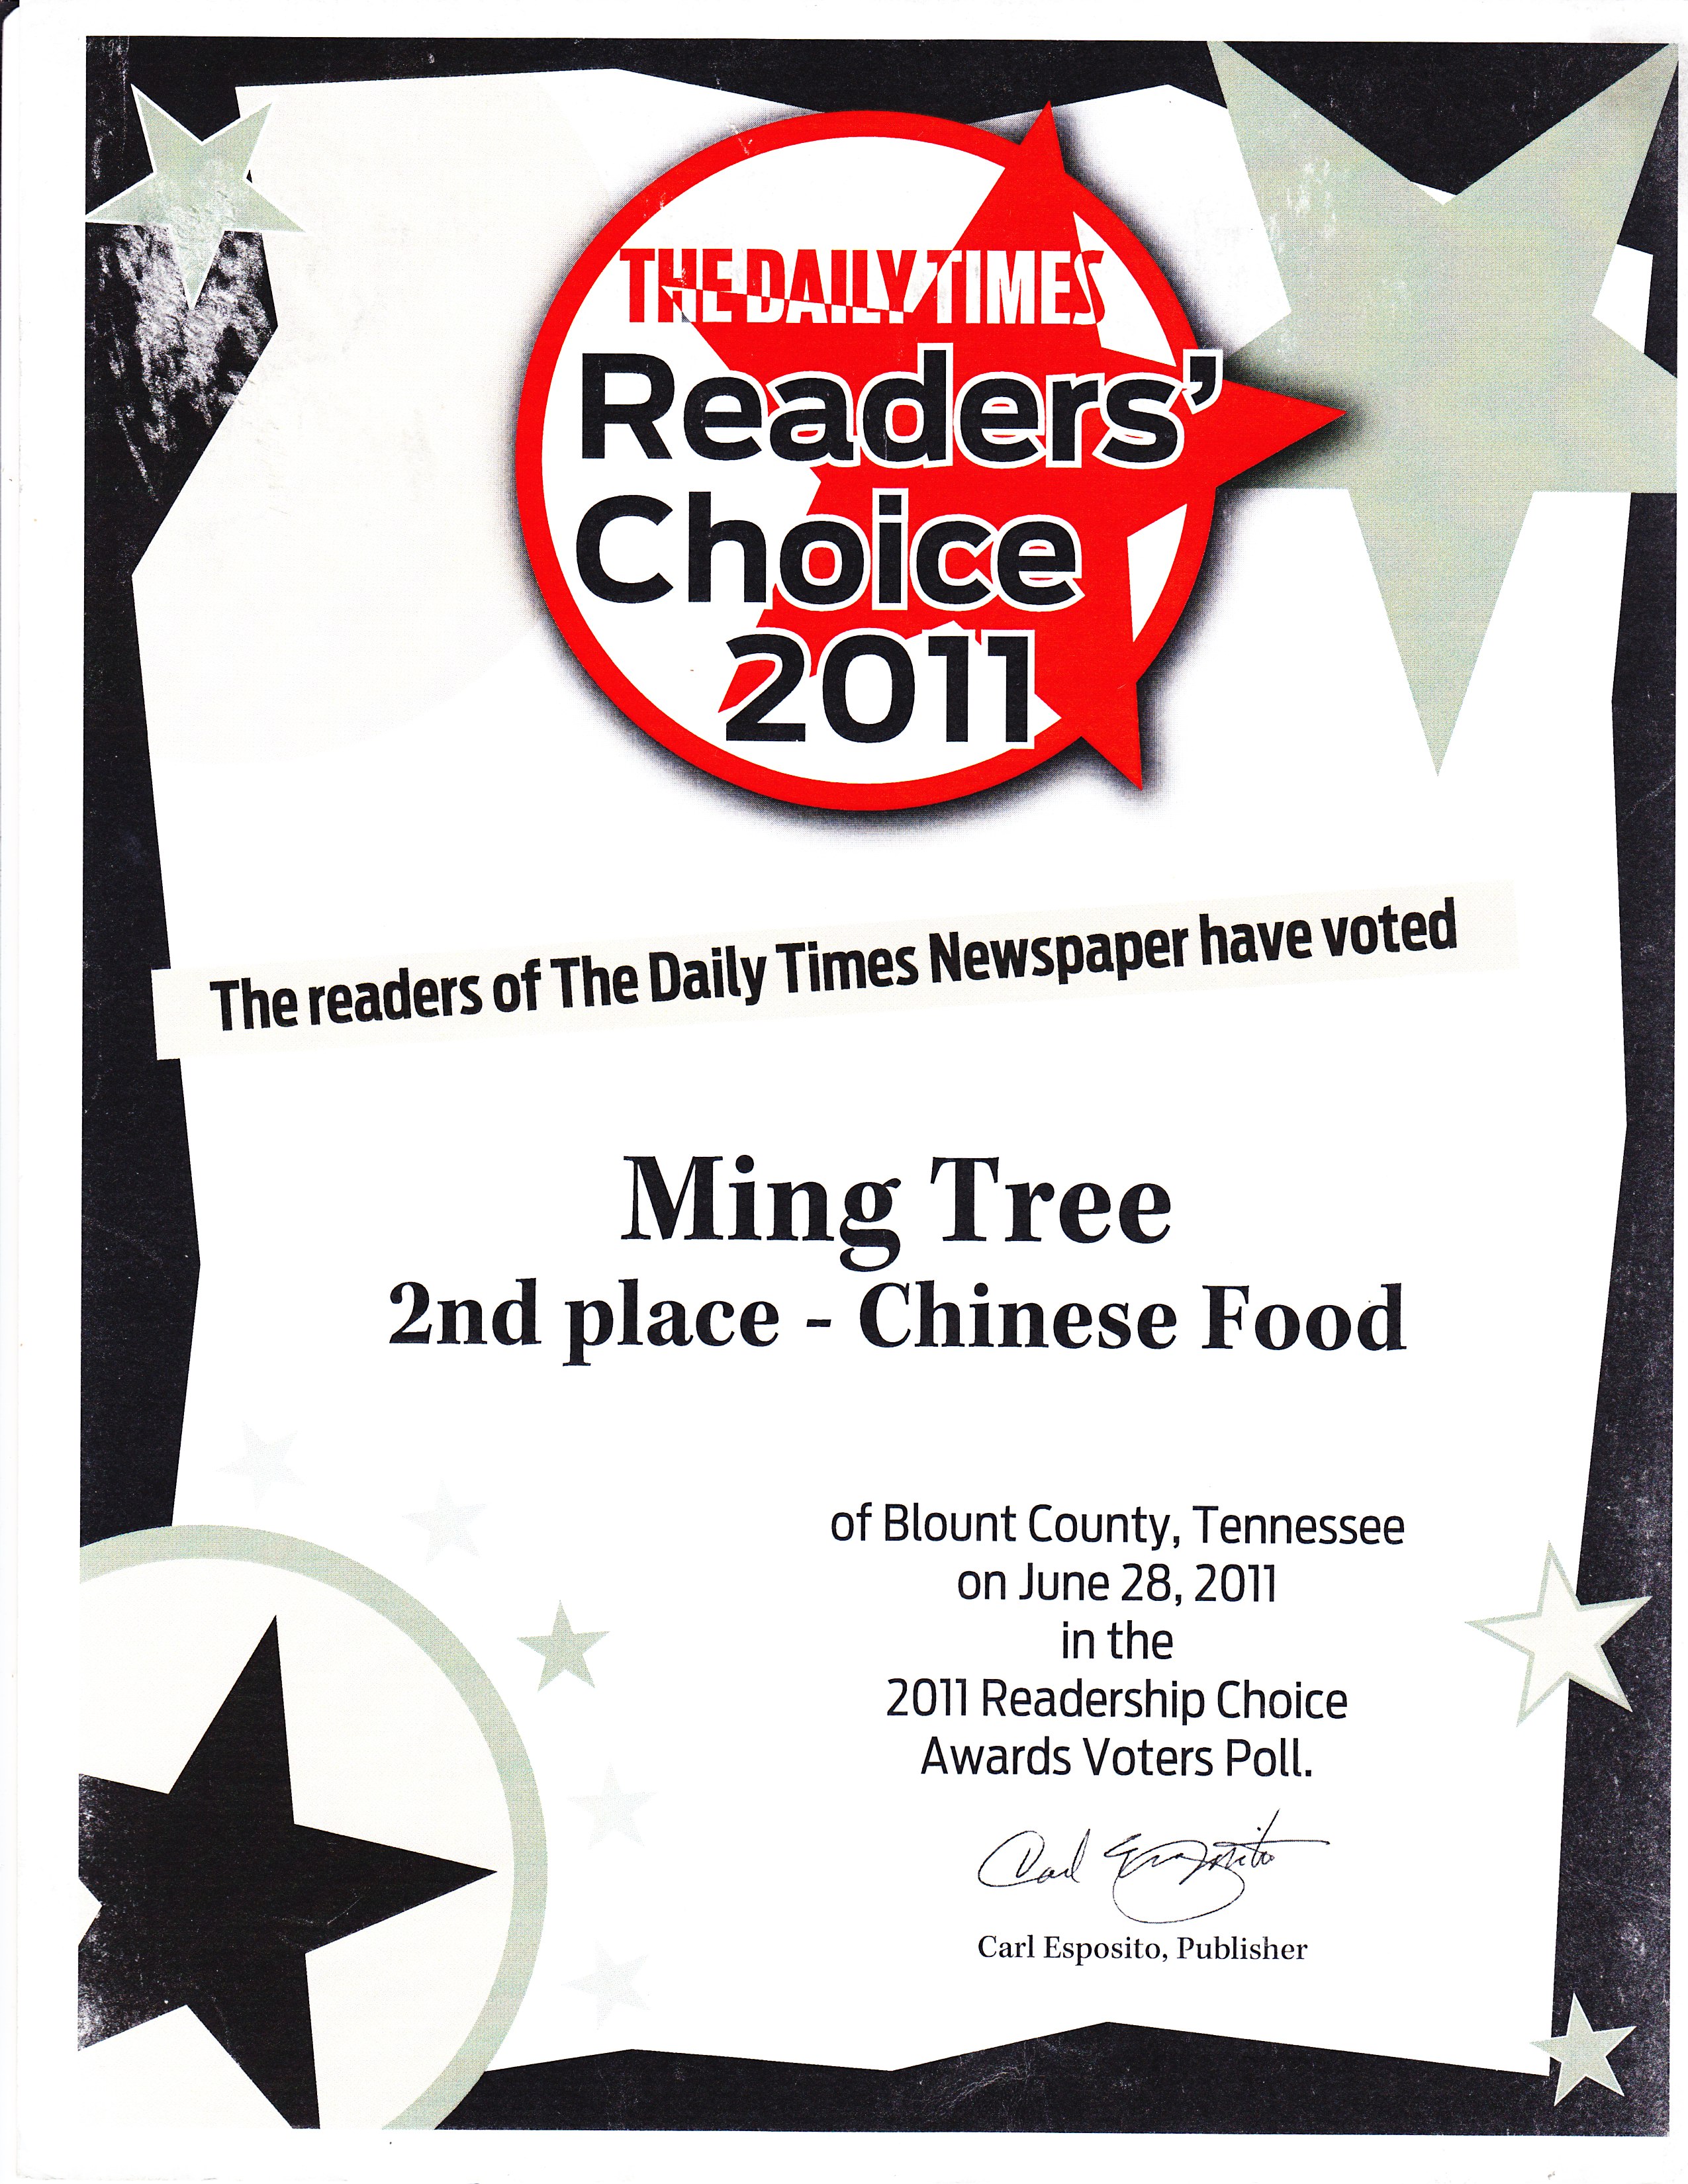 THE DAILY TIMES
Readers’
Choice
2011
The readers of The Daily Times Newspaper have voted
Ming Tree
2nd place - Chinese Food
of Blount County, Tennessee
on June 28, 2011
in the
2011 Readership Choice
Awards Voters Poll.
Carl Esposito
Carl Esposito, Publisher